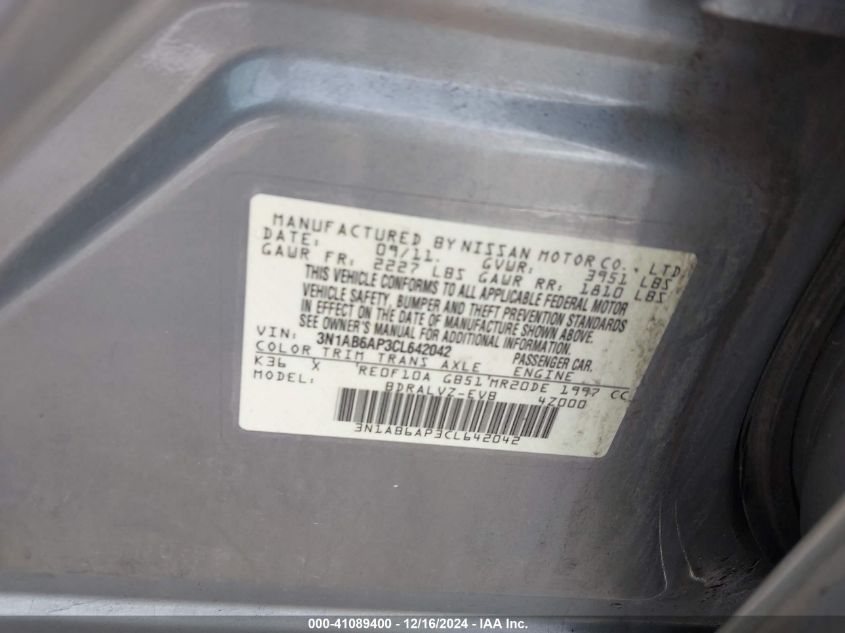 MANUFACTURED BY NISSAN MOTOR CO., LTD.
DATE: 09/11. GVWR: 3951 LBS
GAWR FR: 2227 LBS GAWR RR: 1810 LBS
THIS VEHICLE CONFORMS TO ALL APPLICABLE FEDERAL MOTOR
VEHICLE SAFETY, BUMPER AND THEFT PREVENTION STANDARDS
IN EFFECT ON THE DATE OF MANUFACTURE SHOWN ABOVE.
SEE OWNER'S MANUAL FOR ADDITIONAL INFORMATION.
VIN: 3N1AB6AP3CL642042 PASSENGER CAR.
COLOR TRIM TRANS AXLE ENGINE
K36 X RE0F10A GB51 MR20DE 1997 CC
MODEL: BDRALVZ-EVB 4Z000
3N1AB6AP3CL642042
000-41089400 - 12/16/2024 - IAA Inc.